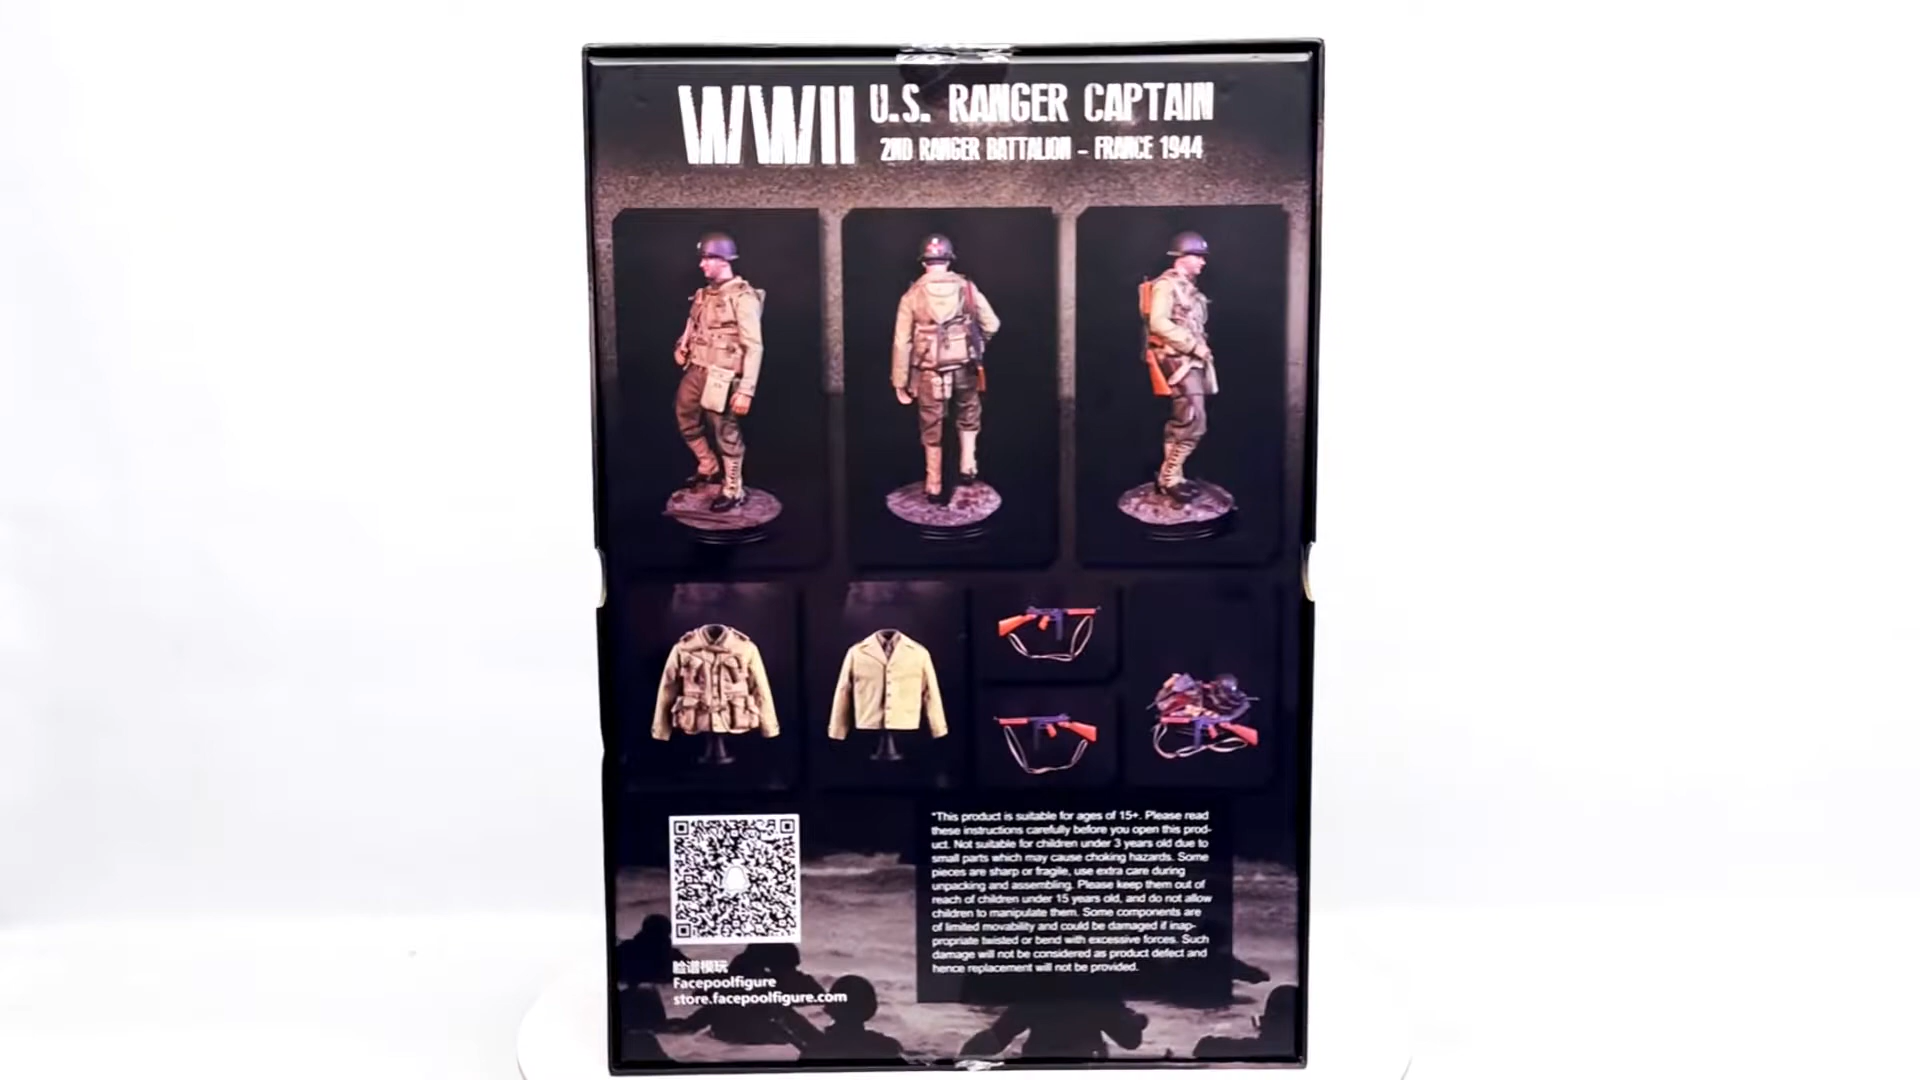 WWII
U.S. RANGER CAPTAIN
2ND RANGER BATTALION - FRANCE 1944
*This product is suitable for ages of 15+. Please read
these instructions carefully before you open this prod-
uct. Not suitable for children under 3 years old due to
small parts which may cause choking hazards. Some
pieces are sharp or fragile, use extra care during
unpacking and assembling. Please keep them out of
reach of children under 15 years old, and do not allow
children to manipulate them. Some components are
of limited movability and could be damaged if inap-
propriate twisted or bend with excessive forces. Such
damage will not be considered as product defect and
hence replacement will not be provided.
脸谱模玩
Facepoolfigure
store.facepoolfigure.com